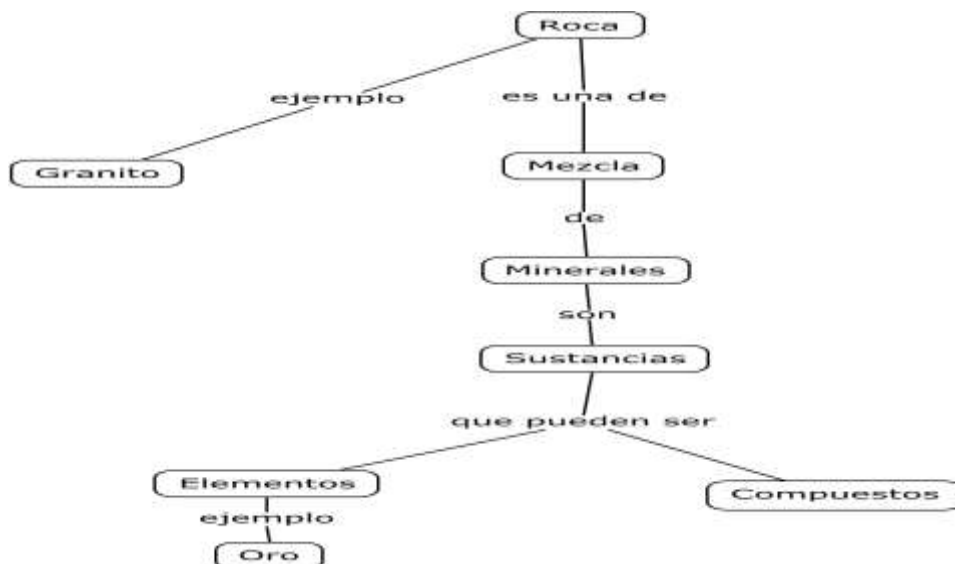 Roca
ejemplo
es una de
Granito
Mezcla
de
Minerales
son
Sustancias
que pueden ser
Elementos
Compuestos
ejemplo
Oro